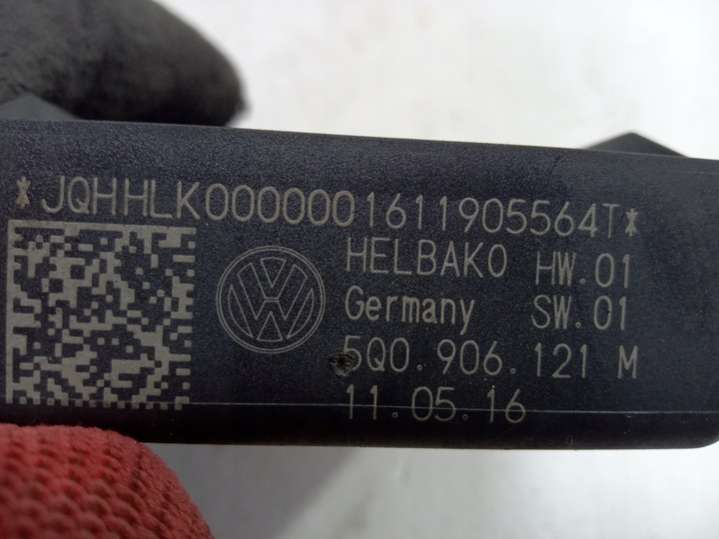 *JQHHLK0000001611905564T*
HELBAKO HW.01
Germany SW.01
5Q0.906.121 M
11.05.16